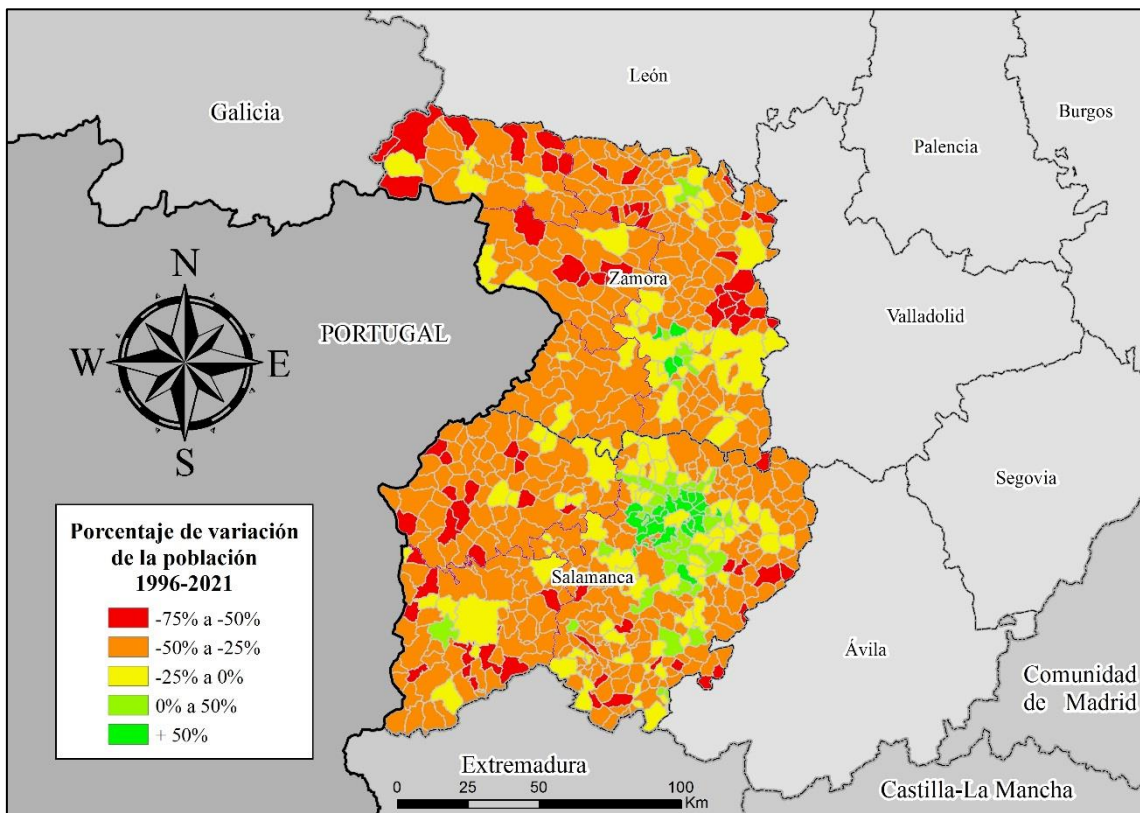 León
Galicia
Burgos
Palencia
Zamora
Valladolid
PORTUGAL
N
W
E
S
Segovia
Porcentaje de variación
de la población
1996-2021
-75% a -50%
-50% a -25%
-25% a 0%
0% a 50%
+ 50%
Salamanca
Ávila
Comunidad
de Madrid
Extremadura
Castilla-La Mancha
0 25 50 100
Km